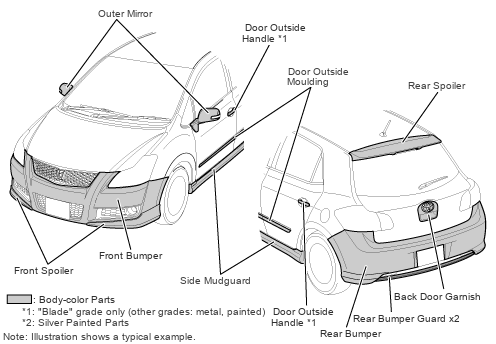 Outer Mirror
Door Outside
Handle *1
Door Outside
Moulding
Rear Spoiler
Front Bumper
Front Spoiler
Side Mudguard
Back Door Garnish
Door Outside
Handle *1
Rear Bumper Guard x2
Rear Bumper
: Body-color Parts
*1: "Blade" grade only (other grades: metal, painted)
*2: Silver Painted Parts
Note: Illustration shows a typical example.